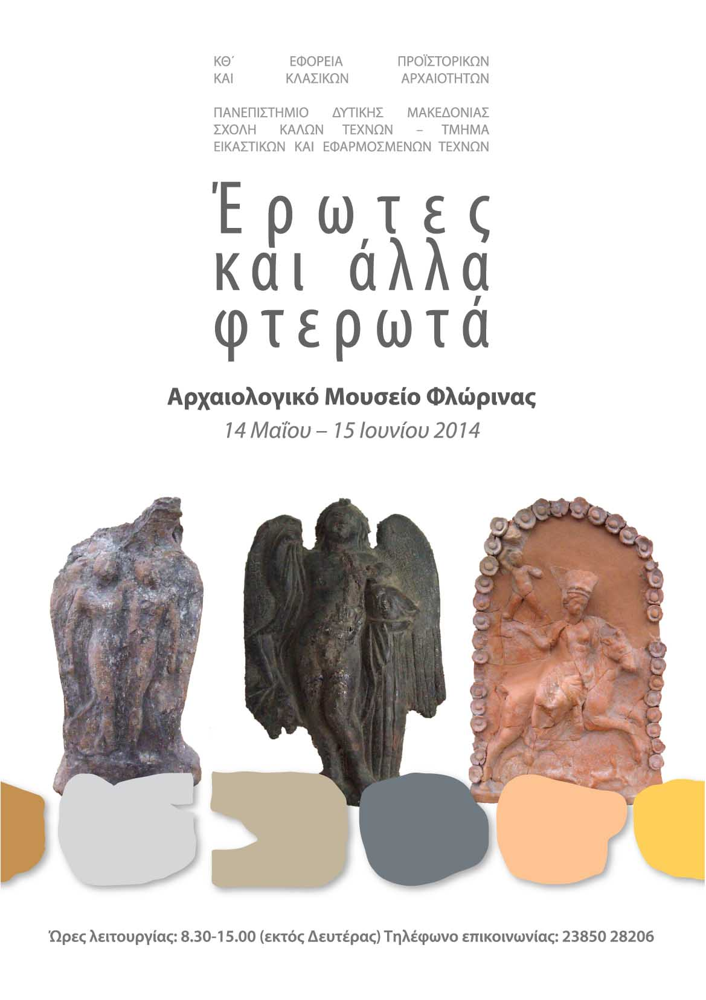 ΚΘ΄ ΕΦΟΡΕΙΑ ΠΡΟΪΣΤΟΡΙΚΩΝ
ΚΑΙ ΚΛΑΣΙΚΩΝ ΑΡΧΑΙΟΤΗΤΩΝ
ΠΑΝΕΠΙΣΤΗΜΙΟ ΔΥΤΙΚΗΣ ΜΑΚΕΔΟΝΙΑΣ
ΣΧΟΛΗ ΚΑΛΩΝ ΤΕΧΝΩΝ – ΤΜΗΜΑ
ΕΙΚΑΣΤΙΚΩΝ ΚΑΙ ΕΦΑΡΜΟΣΜΕΝΩΝ ΤΕΧΝΩΝ
Έρωτες
και άλλα
φτερωτά
Αρχαιολογικό Μουσείο Φλώρινας
14 Μαΐου – 15 Ιουνίου 2014
Ώρες λειτουργίας: 8.30-15.00 (εκτός Δευτέρας) Τηλέφωνο επικοινωνίας: 23850 28206